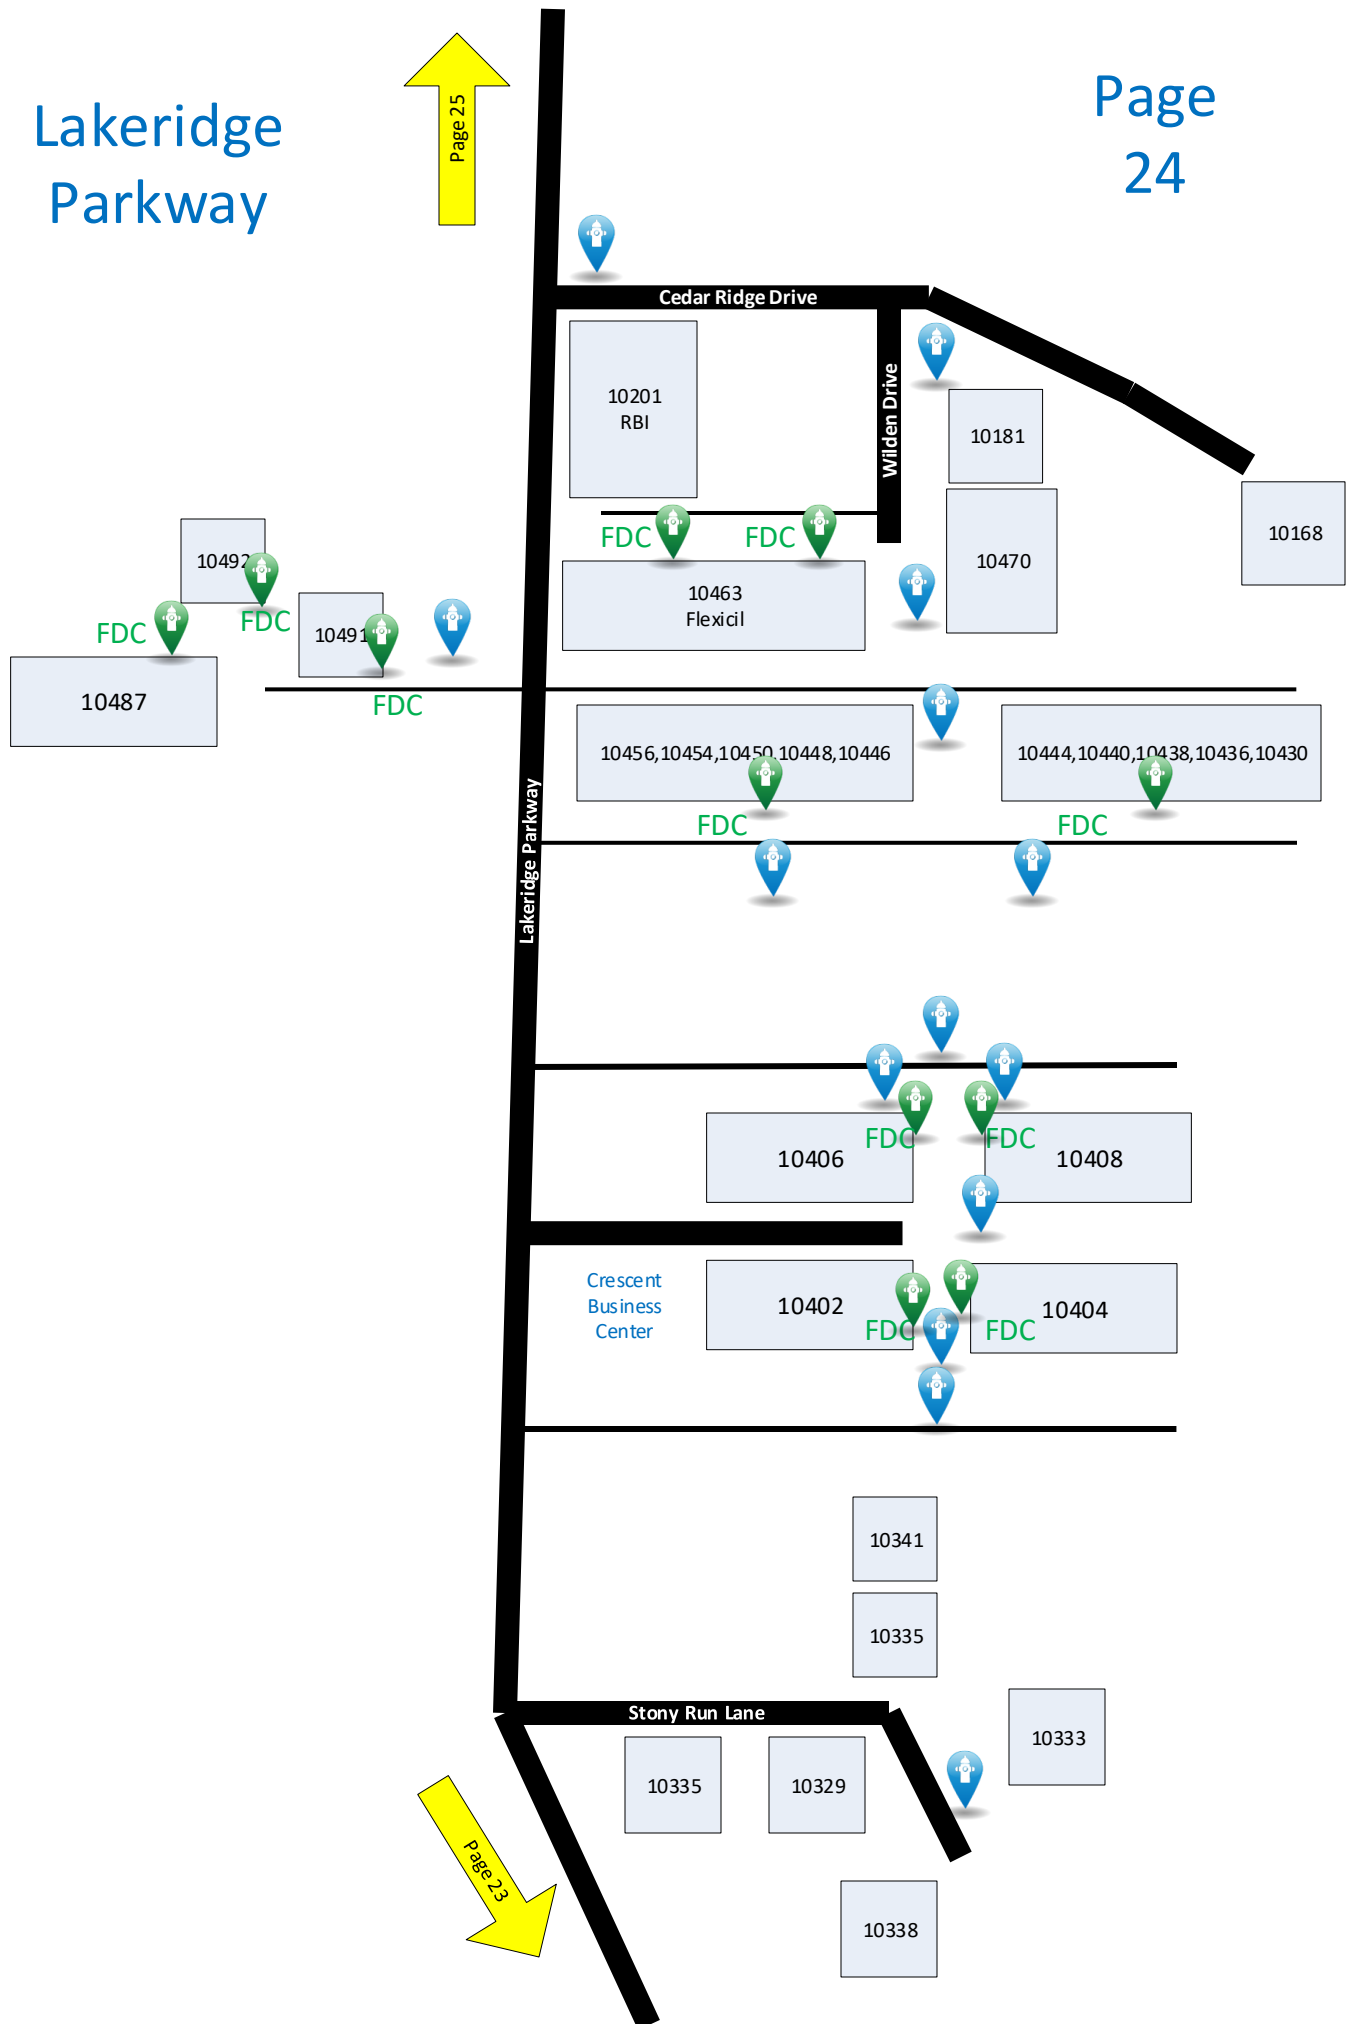 Lakeridge
Parkway
Page 25
Page
24
Cedar Ridge Drive
Wilden Drive
10201
RBI
10181
10168
10470
FDC
FDC
10463
Flexicil
10492
FDC
FDC
10491
10487
FDC
10456,10454,10450,10448,10446
10444,10440,10438,10436,10430
FDC
FDC
Lakeridge Parkway
FDC
FDC
10406
10408
Crescent
Business
Center
10402
10404
FDC
FDC
10341
10335
Stony Run Lane
10333
10335
10329
Page 23
10338